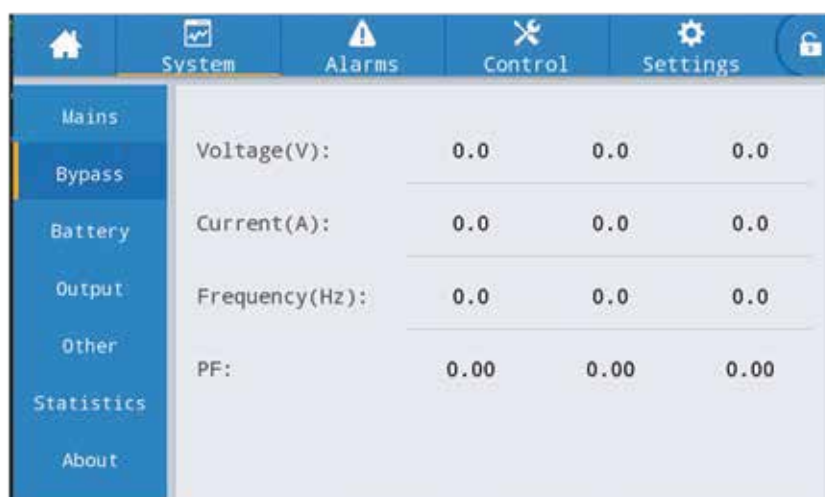 System Alarms Control Settings
Mains
Bypass
Battery
Output
Other
Statistics
About
Voltage(V): 0.0 0.0 0.0
Current(A): 0.0 0.0 0.0
Frequency(Hz): 0.0 0.0 0.0
PF: 0.00 0.00 0.00